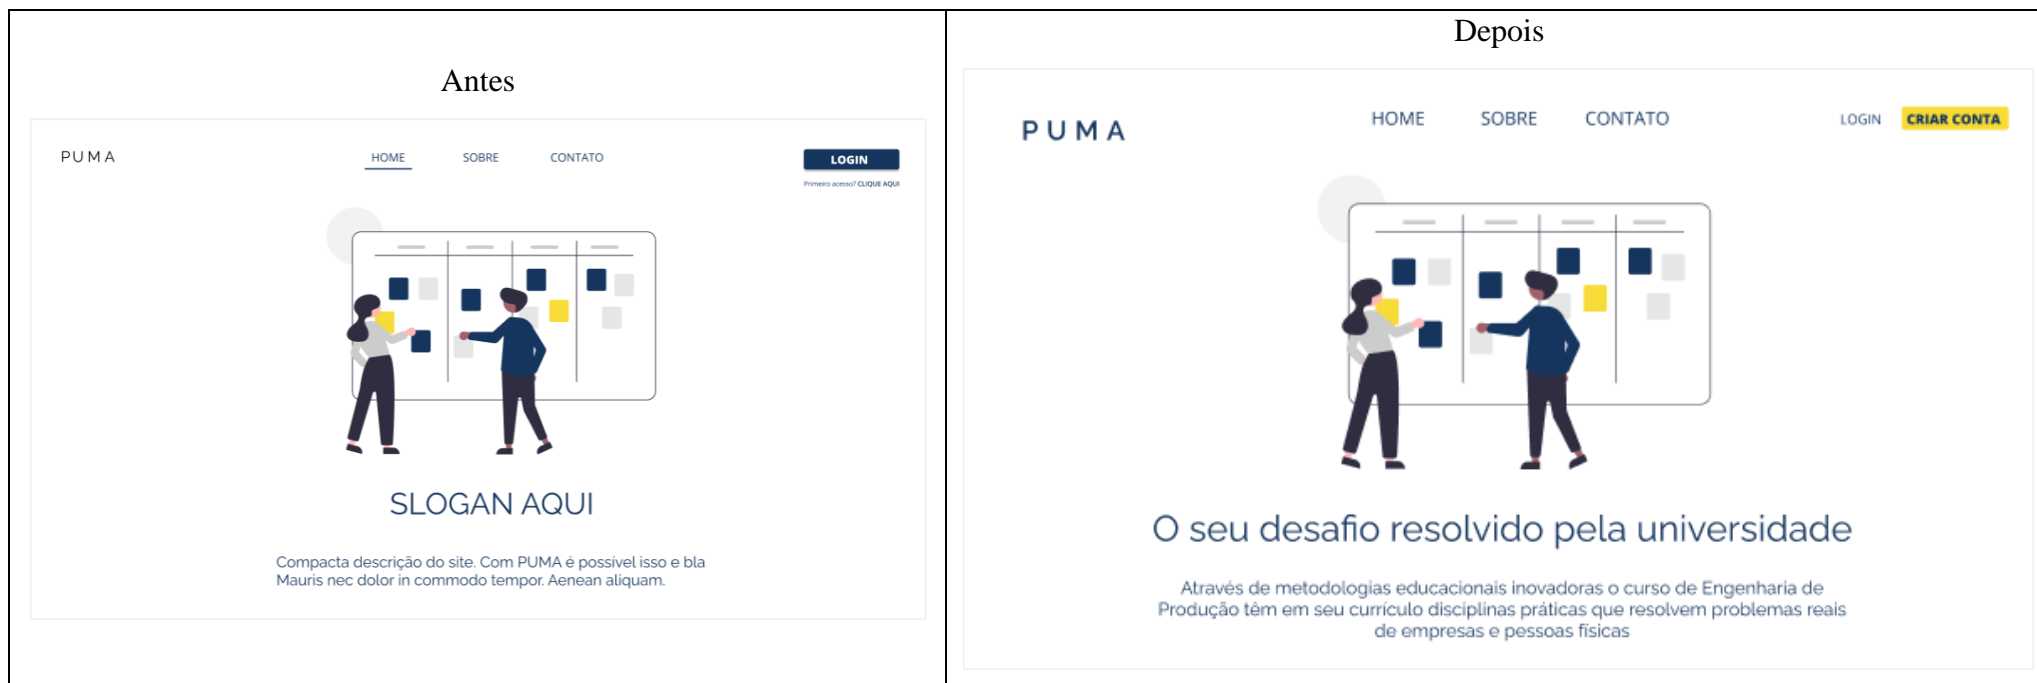 Antes
PUMA
HOME SOBRE CONTATO
LOGIN
Primeiro acesso? CLIQUE AQUI
SLOGAN AQUI
Compacta descrição do site. Com PUMA é possível isso e bla
Mauris nec dolor in commodo tempor. Aenean aliquam.
Depois
PUMA
HOME SOBRE CONTATO
LOGIN CRIAR CONTA
O seu desafio resolvido pela universidade
Através de metodologias educacionais inovadoras o curso de Engenharia de
Produção têm em seu currículo disciplinas práticas que resolvem problemas reais
de empresas e pessoas físicas